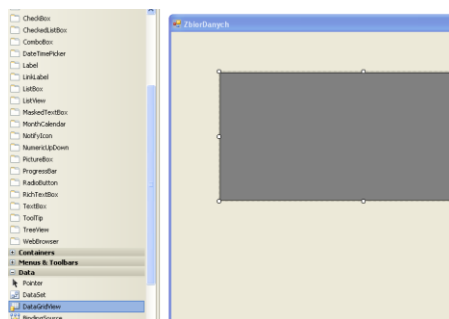 CheckBox
CheckedListBox
ComboBox
DateTimePicker
Label
LinkLabel
ListBox
ListView
MaskedTextBox
MonthCalendar
NotifyIcon
NumericUpDown
PictureBox
ProgressBar
RadioButton
RichTextBox
TextBox
ToolTip
TreeView
WebBrowser
Containers
Menus & Toolbars
Data
Pointer
DataSet
DataGridView
BindingSource
ZbiorDanych